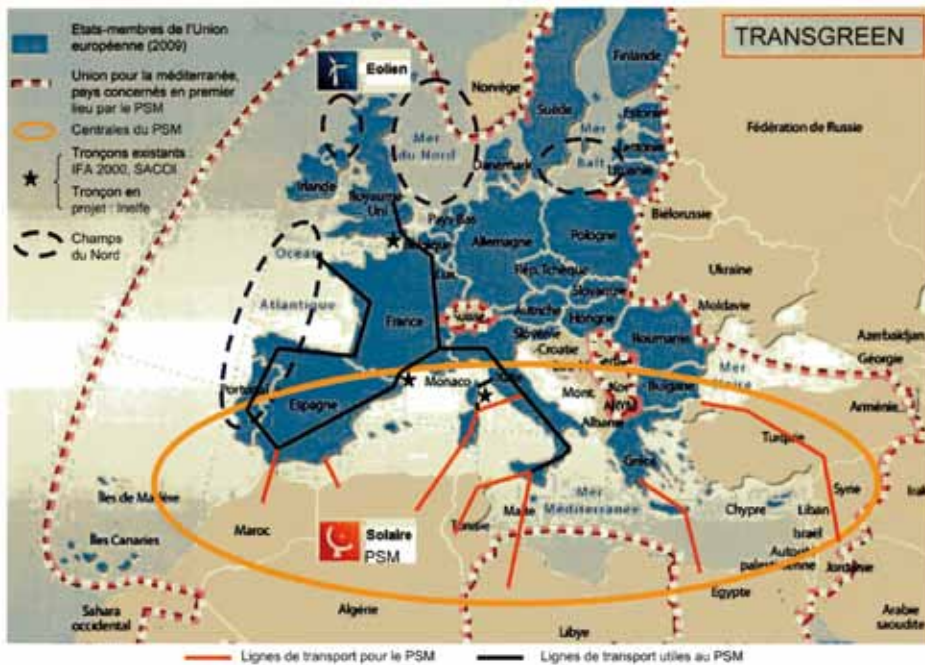 Etats-membres de l'Union
européenne (2009)
Union pour la méditerranée,
pays concernés en premier
lieu par le PSM
Centrales du PSM
Tronçons existants :
IFA 2000, SACOI
Tronçon en
projet : Inelfe
Champs
du Nord
TRANSGREEN
Eolien
Norvège
Finlande
Suède
Estonie
Fédération de Russie
Mer
du Nord
Mer
Balt
Danemark
Lituanie
Irlande
Royaume-
Uni
Pays-Bas
Biélorussie
Belgique
Allemagne
Pologne
Océan
Lux
Rép. Tchèque
Ukraine
Slovaquie
Atlantique
France
Suisse
Autriche
Hongrie
Moldavie
Slovénie
Croatie
Roumanie
Azerbaïdjan
Géorgie
Mer
Noire
Portugal
Espagne
Monaco
Mont.
Bulgarie
Arménie
Albanie
Turquie
Grèce
Îles de Madère
Maroc
Solaire
PSM
Tunisie
Malte
Mer
Méditerranée
Chypre
Syrie
Liban
Israël
Îles Canaries
Autorité
palestinienne
Jordanie
Egypte
Sahara
occidental
Algérie
Libye
Arabie
saoudite
Lignes de transport pour le PSM
Lignes de transport utiles au PSM